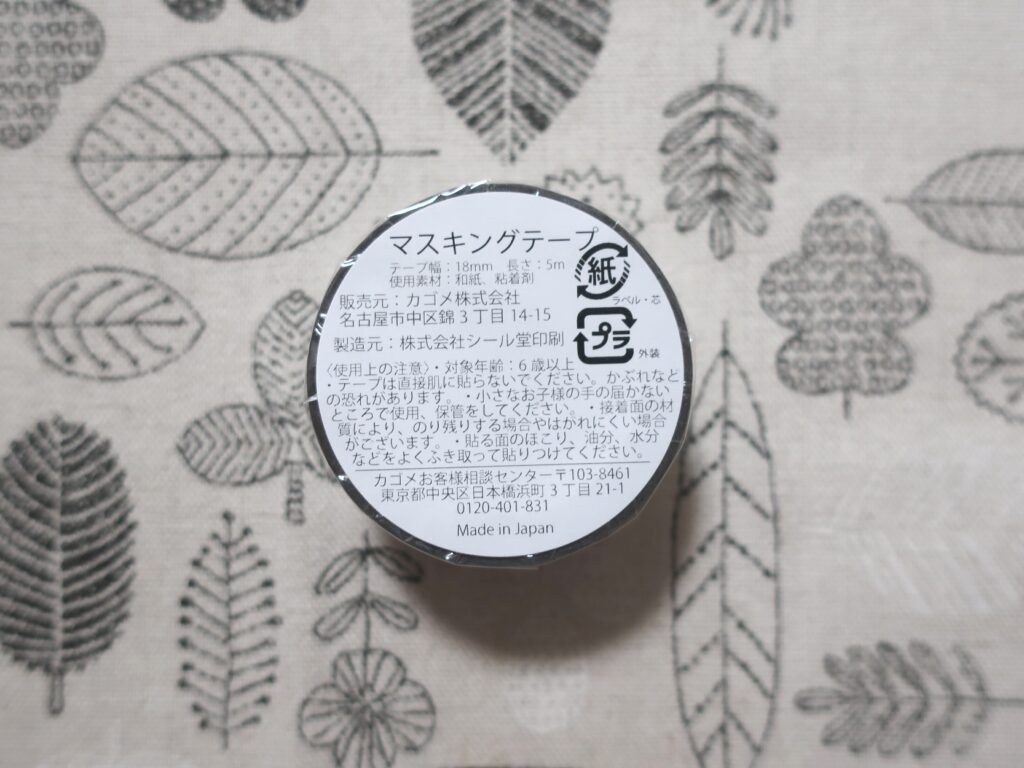 マスキングテープ
テープ幅：18mm　長さ：5m
使用素材：和紙、粘着剤
紙
ラベル・芯
販売元：カゴメ株式会社
名古屋市中区錦3丁目14-15
プラ
外装
製造元：株式会社シール堂印刷
〈使用上の注意〉・対象年齢：6歳以上
・テープは直接肌に貼らないでください。かぶれなど
の恐れがあります。・小さなお子様の手の届かない
ところで使用、保管をしてください。・接着面の材
質により、のり残りする場合やはがれにくい場合
がございます。・貼る面のほこり、油分、水分
などをよくふき取って貼りつけてください。
カゴメお客様相談センター〒103-8461
東京都中央区日本橋浜町3丁目21-1
0120-401-831
Made in Japan